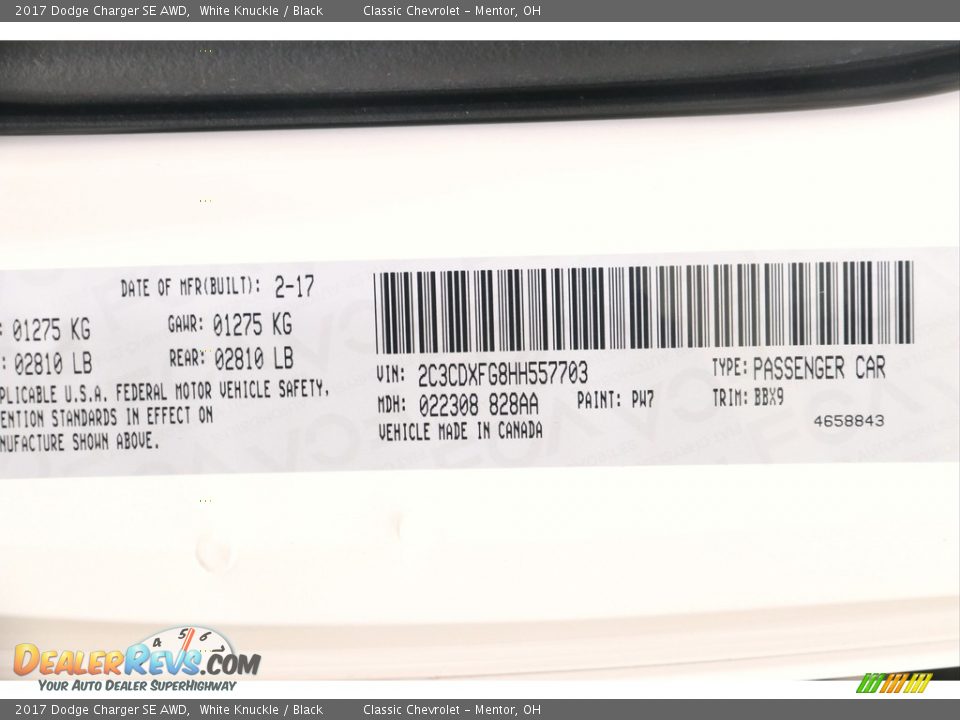 2017 Dodge Charger SE AWD, White Knuckle / Black Classic Chevrolet – Mentor, OH
DATE OF MFR(BUILT): 2-17
: 01275 KG GAWR: 01275 KG
: 02810 LB REAR: 02810 LB
PLICABLE U.S.A. FEDERAL MOTOR VEHICLE SAFETY,
ENTION STANDARDS IN EFFECT ON
NUFACTURE SHOWN ABOVE.
VIN: 2C3CDXFG8HH557703 TYPE: PASSENGER CAR
MDH: 022308 828AA PAINT: PW7 TRIM: BBX9
VEHICLE MADE IN CANADA 4658843
4 5 6
DealerRevs.com
Your Auto Dealer SuperHighway
2017 Dodge Charger SE AWD, White Knuckle / Black Classic Chevrolet – Mentor, OH